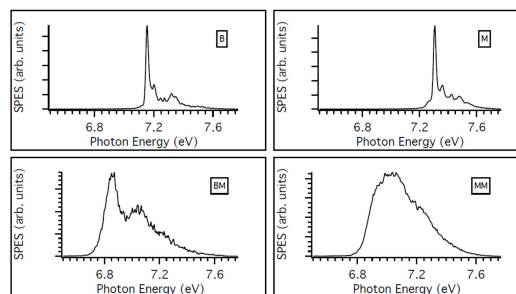 SPES (arb. units)
B
6.8 7.2 7.6
Photon Energy (eV)
SPES (arb. units)
M
6.8 7.2 7.6
Photon Energy (eV)
SPES (arb. units)
BM
6.8 7.2 7.6
Photon Energy (eV)
SPES (arb. units)
MM
6.8 7.2 7.6
Photon Energy (eV)